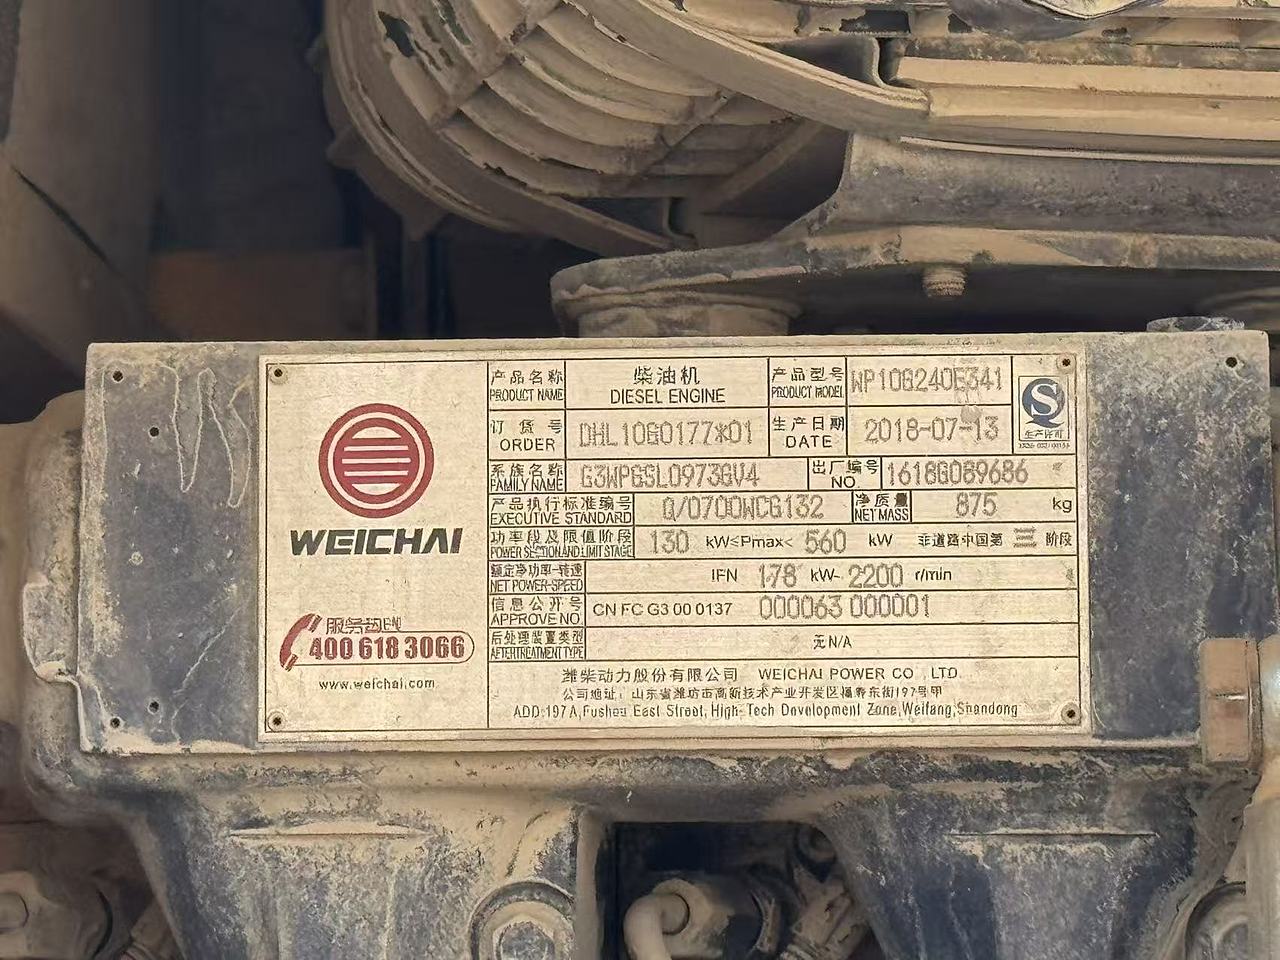 WEICHAI
400 618 3066
www.weichai.com
产品名称 PRODUCT NAME 柴油机 DIESEL ENGINE
产品型号 PRODUCT MODEL WP10G240E341
订货号 ORDER DHL10G0177*01
生产日期 DATE 2018-07-13
系族名称 FAMILY NAME G3WPGSL0973GV4
出厂编号 NO. 1618G089686
产品执行标准编号 EXECUTIVE STANDARD Q/0700WCG132
净质量 NET MASS 875 kg
功率段及限值阶段 POWER SECTION AND LIMIT STAGE 130 kW≤Pmax< 560 kW 非道路中国第 三 阶段
额定净功率-转速 NET POWER-SPEED IFN 178 kW- 2200 r/min
信息公开号 APPROVE NO. CN FC G3 00 0137 000063 000001
后处理装置类型 AFTERTREATMENT TYPE 无N/A
潍柴动力股份有限公司 WEICHAI POWER CO ., LTD
公司地址: 山东省潍坊市高新技术产业开发区福寿东街197号甲
ADD:197A,Fushou East Street, High-Tech Development Zone,Weifang,Shandong
S
生产许可